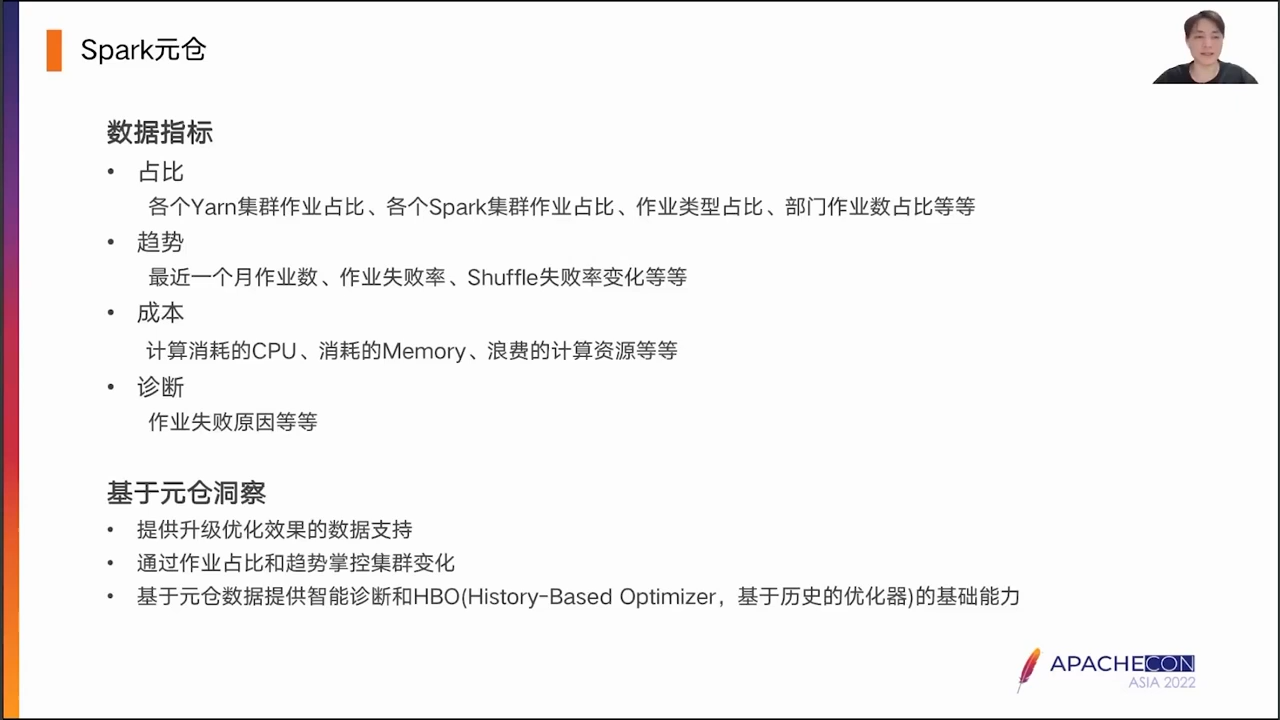 Spark元仓
数据指标
• 占比
各个Yarn集群作业占比、各个Spark集群作业占比、作业类型占比、部门作业数占比等等
• 趋势
最近一个月作业数、作业失败率、Shuffle失败率变化等等
• 成本
计算消耗的CPU、消耗的Memory、浪费的计算资源等等
• 诊断
作业失败原因等等
基于元仓洞察
• 提供升级优化效果的数据支持
• 通过作业占比和趋势掌控集群变化
• 基于元仓数据提供智能诊断和HBO(History-Based Optimizer，基于历史的优化器)的基础能力
APACHECON
ASIA 2022